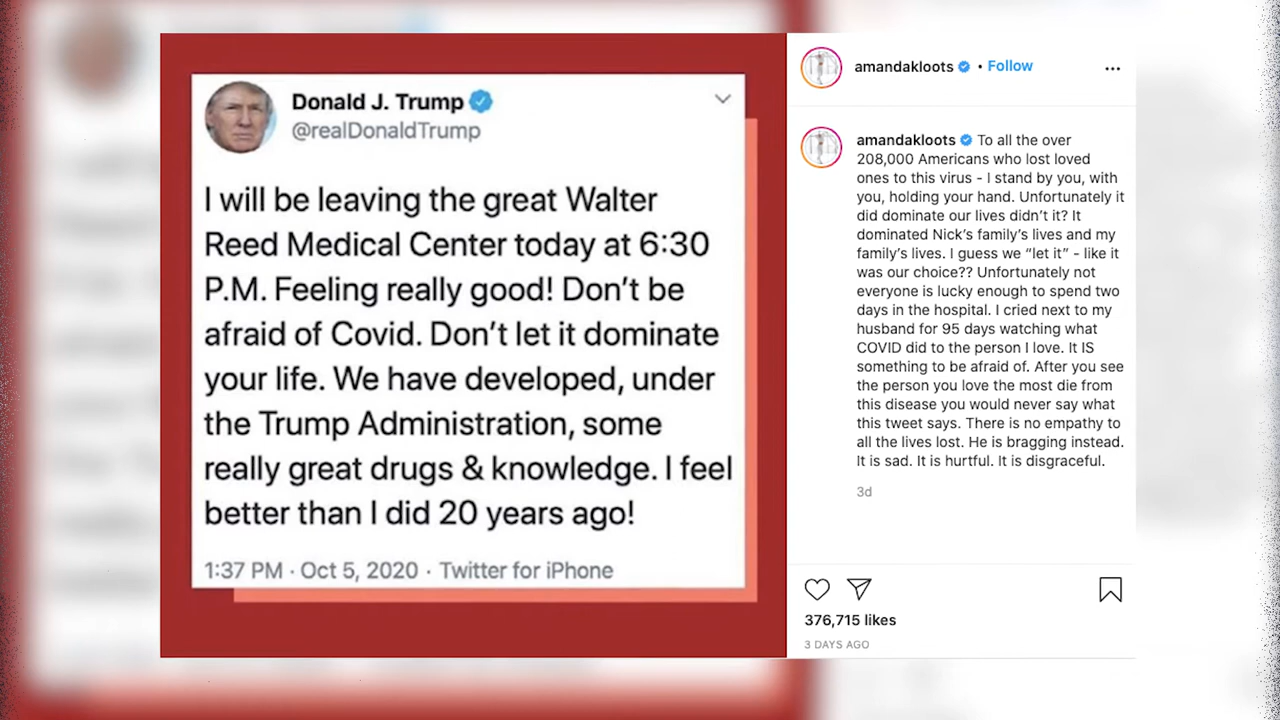 Donald J. Trump
@realDonaldTrump
I will be leaving the great Walter
Reed Medical Center today at 6:30
P.M. Feeling really good! Don't be
afraid of Covid. Don't let it dominate
your life. We have developed, under
the Trump Administration, some
really great drugs & knowledge. I feel
better than I did 20 years ago!
1:37 PM · Oct 5, 2020 · Twitter for iPhone
amandakloots • Follow
amandakloots To all the over
208,000 Americans who lost loved
ones to this virus - I stand by you, with
you, holding your hand. Unfortunately it
did dominate our lives didn't it? It
dominated Nick's family's lives and my
family's lives. I guess we “let it” - like it
was our choice?? Unfortunately not
everyone is lucky enough to spend two
days in the hospital. I cried next to my
husband for 95 days watching what
COVID did to the person I love. It IS
something to be afraid of. After you see
the person you love the most die from
this disease you would never say what
this tweet says. There is no empathy to
all the lives lost. He is bragging instead.
It is sad. It is hurtful. It is disgraceful.
3d
376,715 likes
3 DAYS AGO